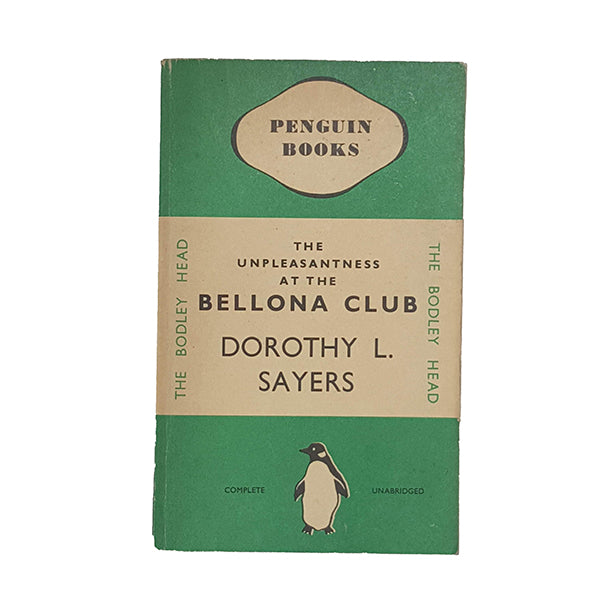 PENGUIN
BOOKS
THE BODLEY HEAD
THE
UNPLEASANTNESS
AT THE
BELLONA CLUB
DOROTHY L.
SAYERS
THE BODLEY HEAD
COMPLETE
UNABRIDGED